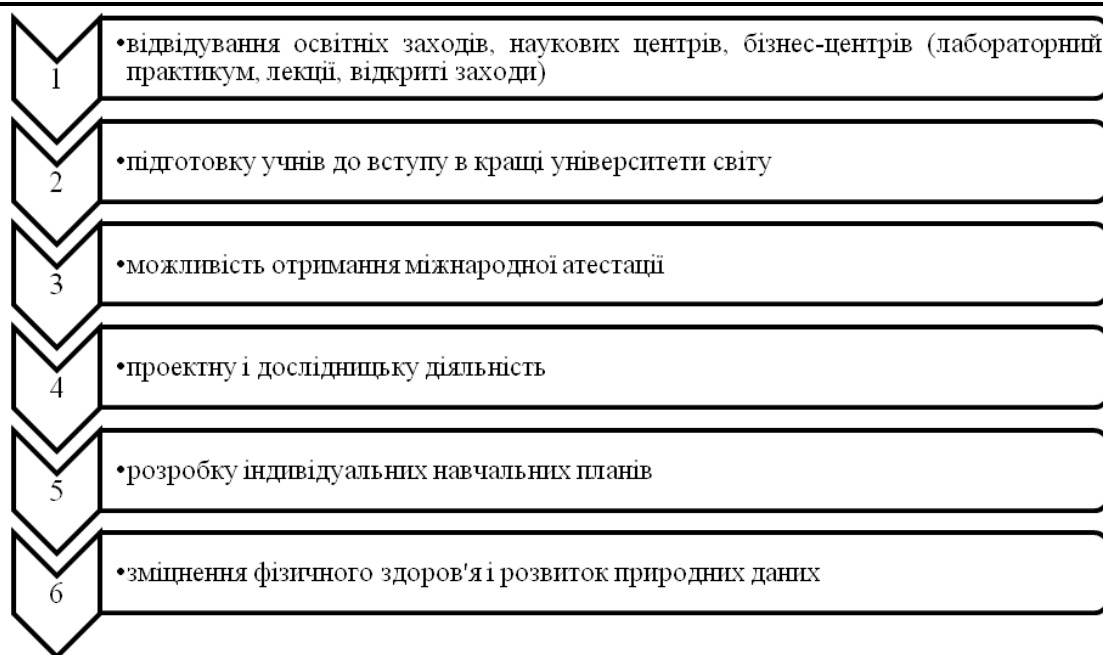 1
•відвідування освітніх заходів, наукових центрів, бізнес-центрів (лабораторний
практикум, лекції, відкриті заходи)
2
•підготовку учнів до вступу в кращі університети світу
3
•можливість отримання міжнародної атестації
4
•проектну і дослідницьку діяльність
5
•розробку індивідуальних навчальних планів
6
•зміцнення фізичного здоров'я і розвиток природних даних